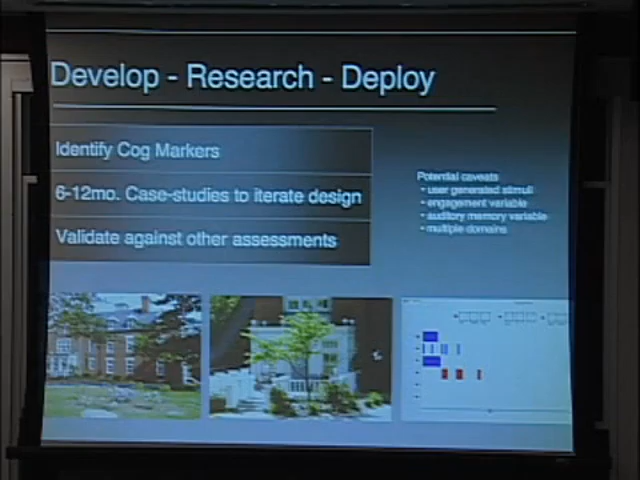 Develop - Research - Deploy
Identify Cog Markers
6-12mo. Case-studies to iterate design
Validate against other assessments
Potential caveats
• user generated stimuli
• engagement variable
• auditory memory variable
• multiple domains